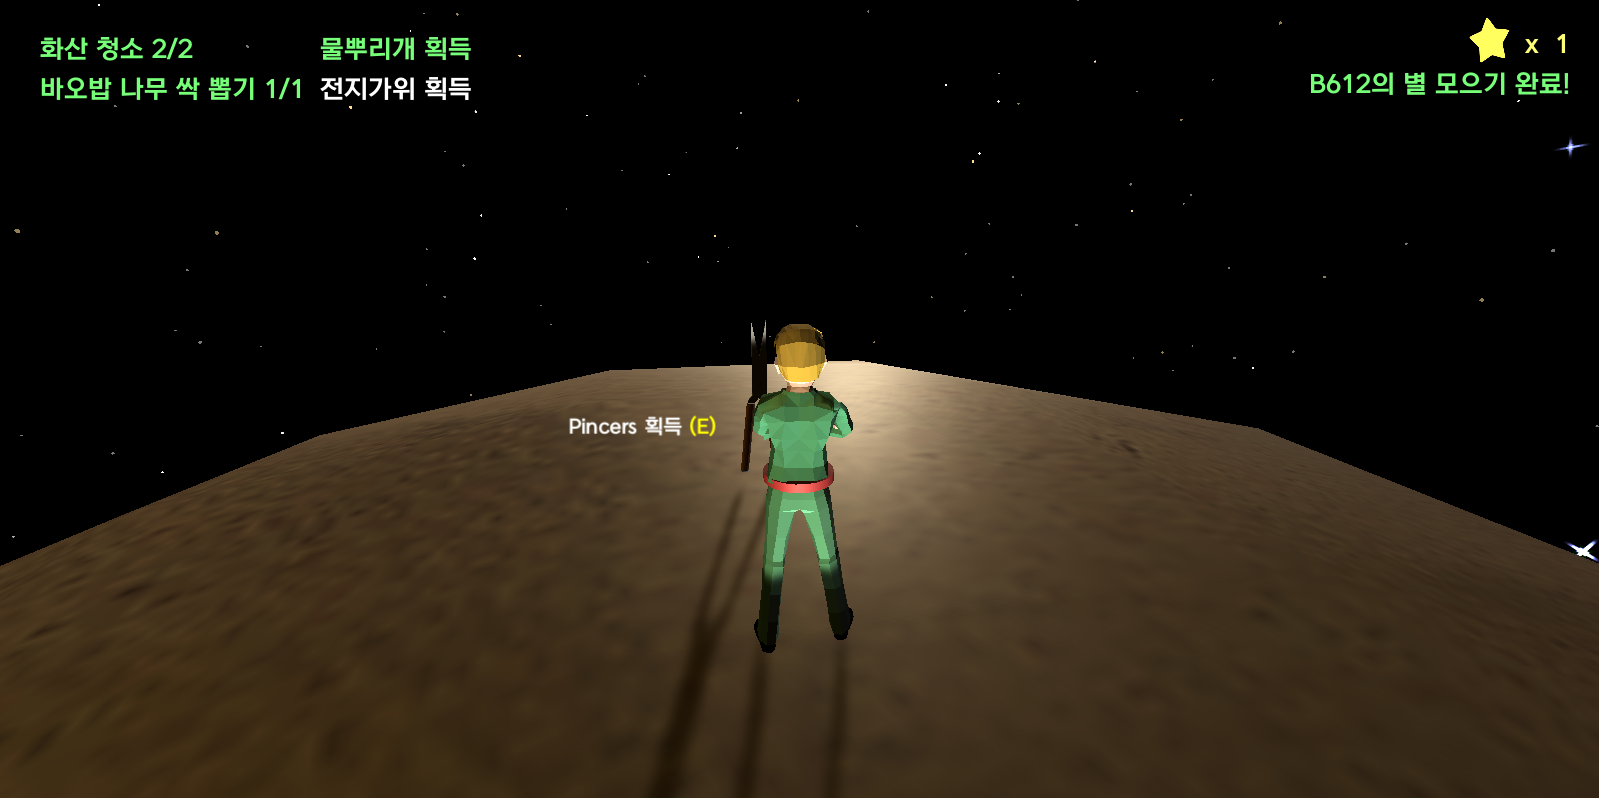 화산 청소 2/2
물뿌리개 획득
바오밥 나무 싹 뽑기 1/1
전지가위 획득
x 1
B612의 별 모으기 완료!
Pincers 획득 (E)